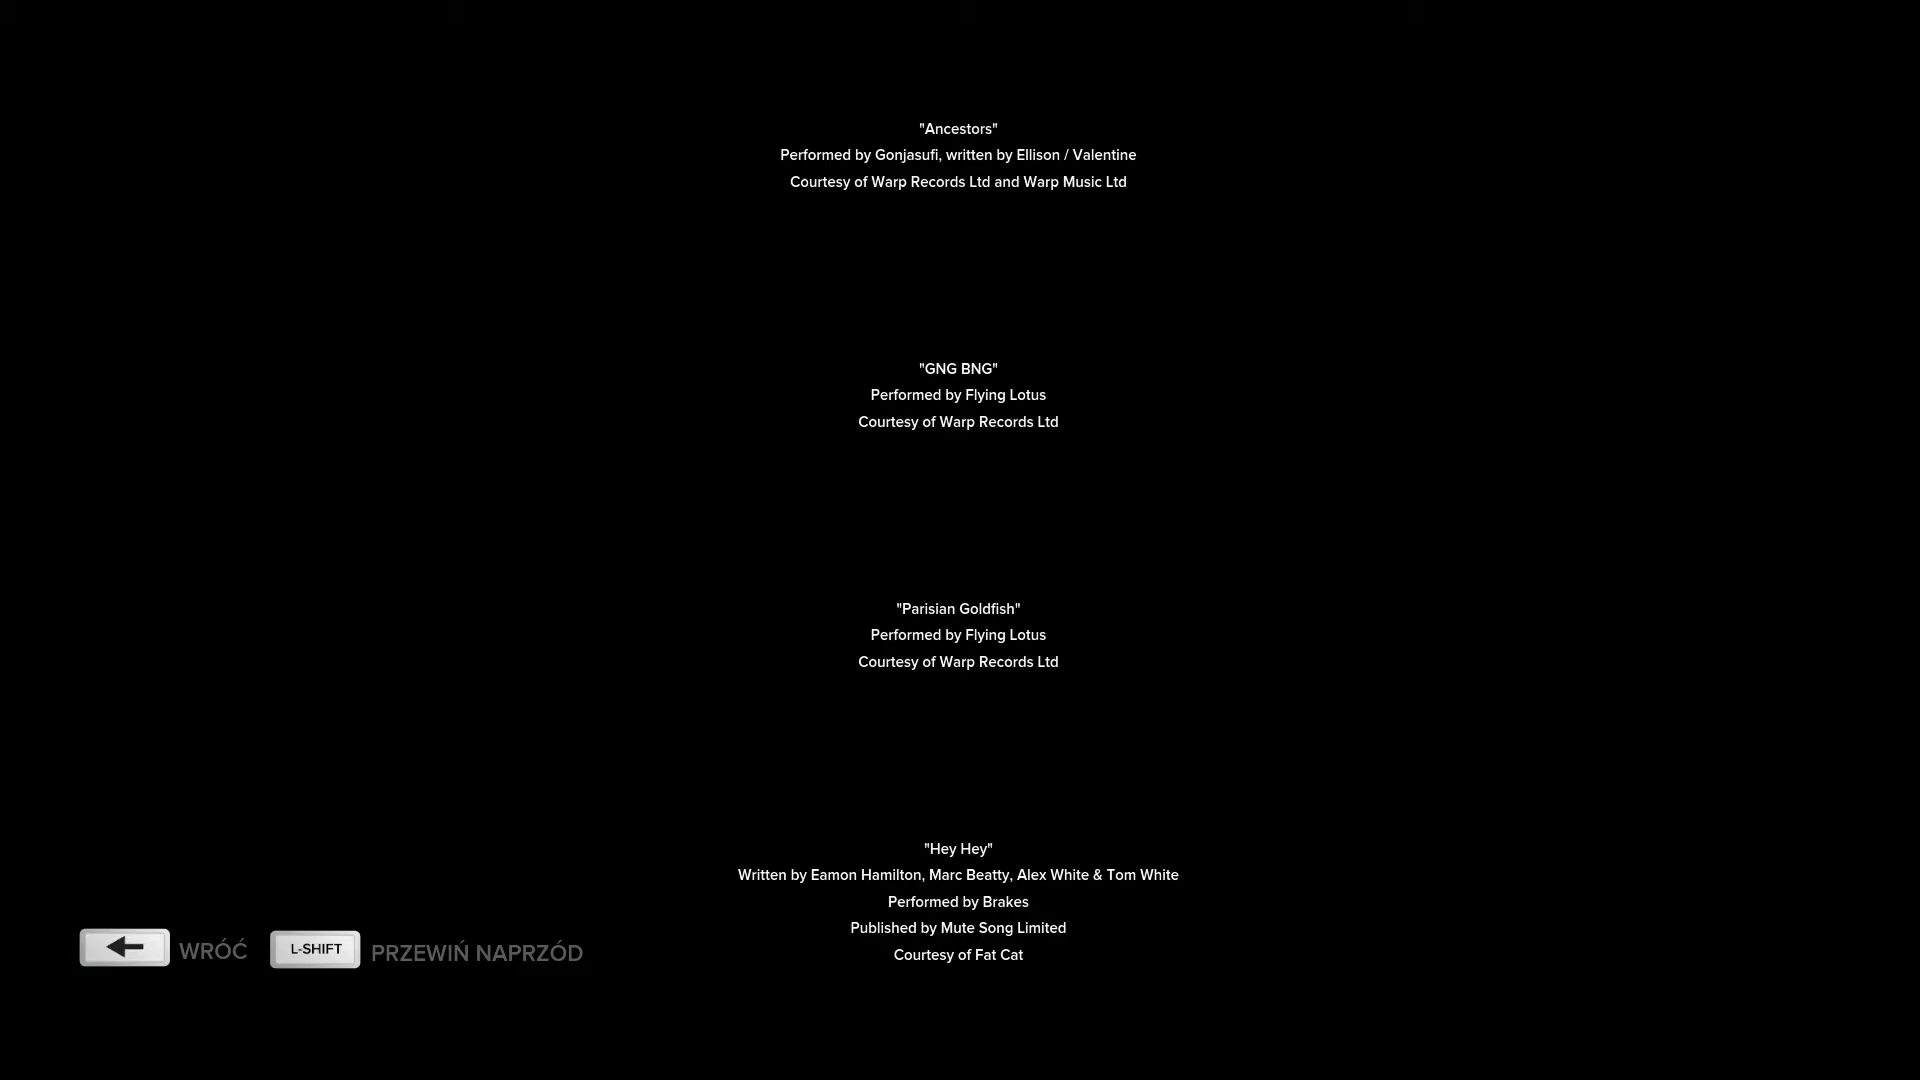 "Ancestors"
Performed by Gonjasufi, written by Ellison / Valentine
Courtesy of Warp Records Ltd and Warp Music Ltd
"GNG BNG"
Performed by Flying Lotus
Courtesy of Warp Records Ltd
"Parisian Goldfish"
Performed by Flying Lotus
Courtesy of Warp Records Ltd
"Hey Hey"
Written by Eamon Hamilton, Marc Beatty, Alex White & Tom White
Performed by Brakes
Published by Mute Song Limited
Courtesy of Fat Cat
WRÓĆ
L-SHIFT PRZEWIŃ NAPRZÓD